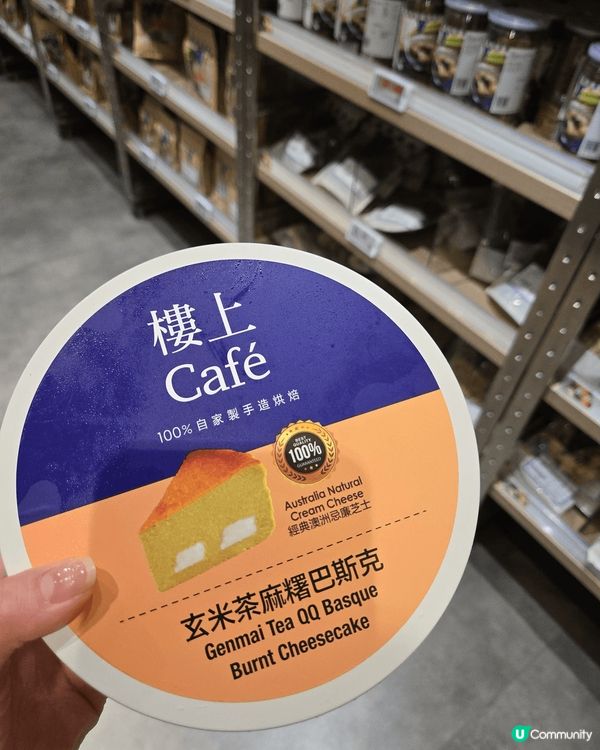 樓上
Café
100%自家製手造烘焙
BEST QUALITY
100%
GUARANTEED
Australia Natural
Cream Cheese
經典澳洲忌廉芝士
玄米茶麻糬巴斯克
Genmai Tea QQ Basque
Burnt Cheesecake
U Community